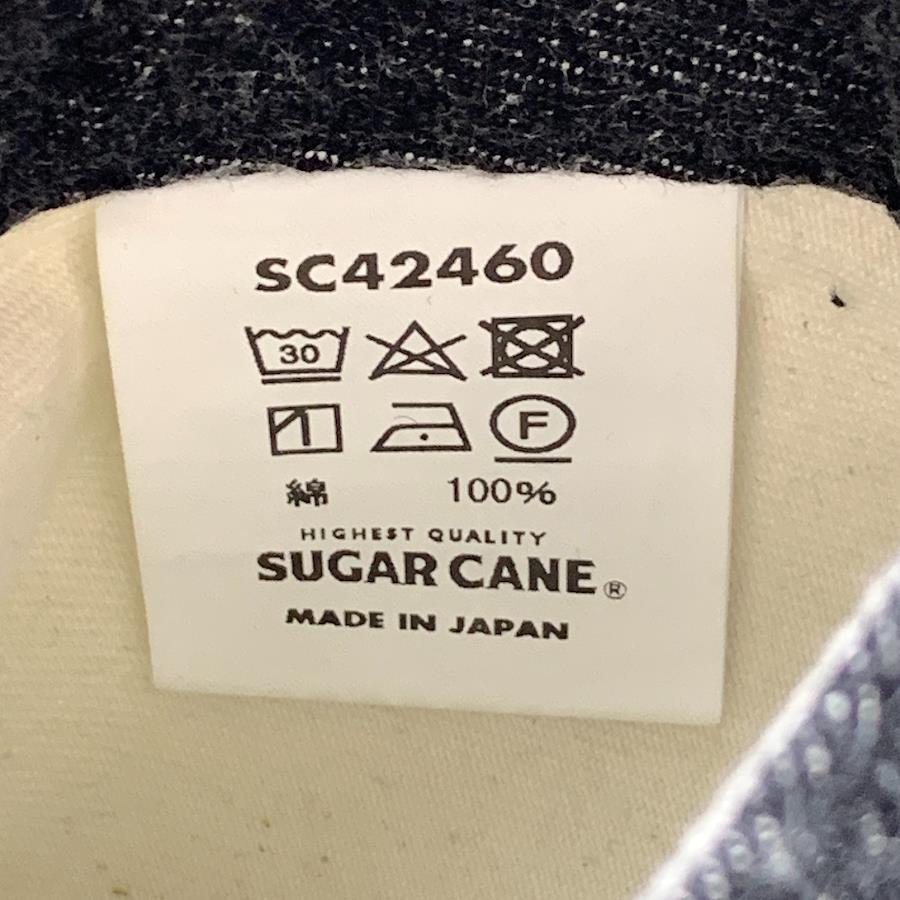 SC42460
30
F
綿 100%
HIGHEST QUALITY
SUGAR CANE®
MADE IN JAPAN